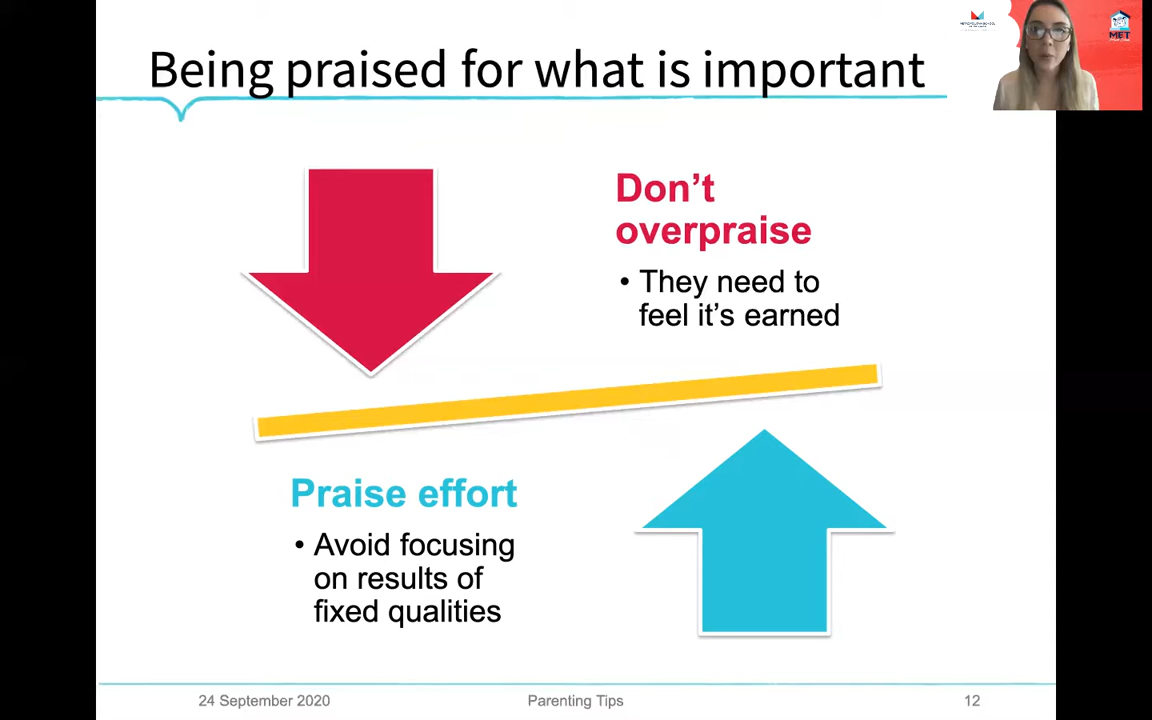 Being praised for what is important
Don’t
overpraise
• They need to
feel it’s earned
Praise effort
• Avoid focusing
on results of
fixed qualities
24 September 2020
Parenting Tips
12
MET